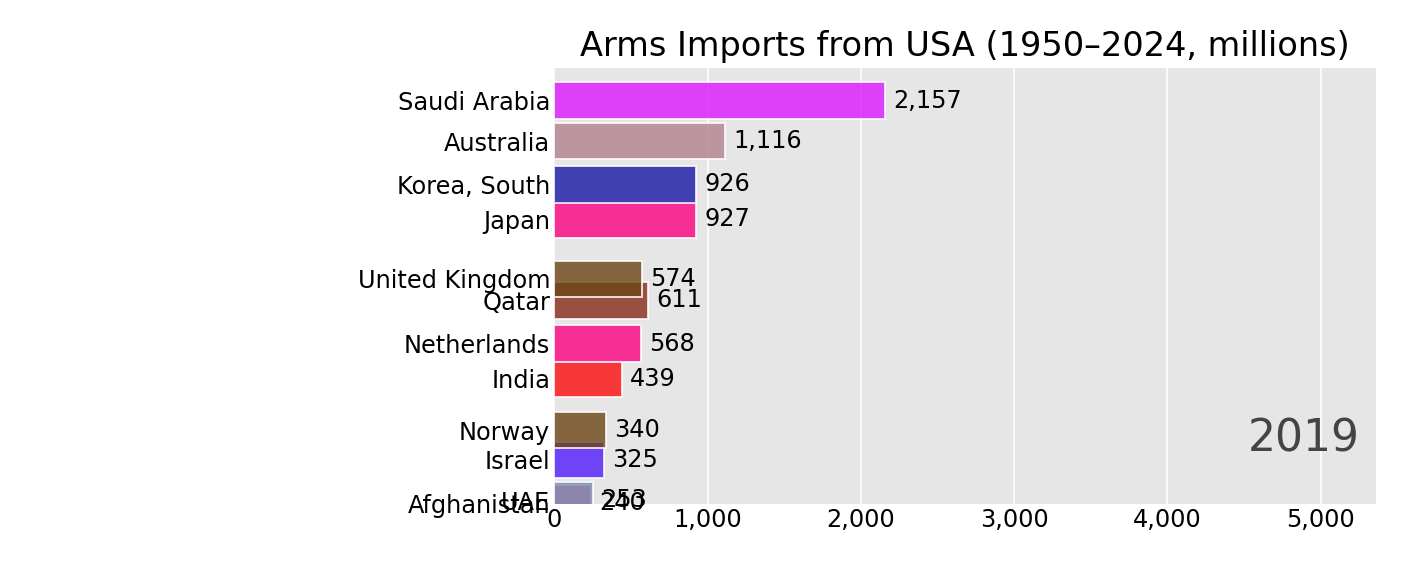 Arms Imports from USA (1950–2024, millions)
Saudi Arabia 2,157
Australia 1,116
Korea, South 926
Japan 927
United Kingdom 574
Qatar 611
Netherlands 568
India 439
Norway 340
Israel 325
UAE 253
Afghanistan 240
2019
0 1,000 2,000 3,000 4,000 5,000